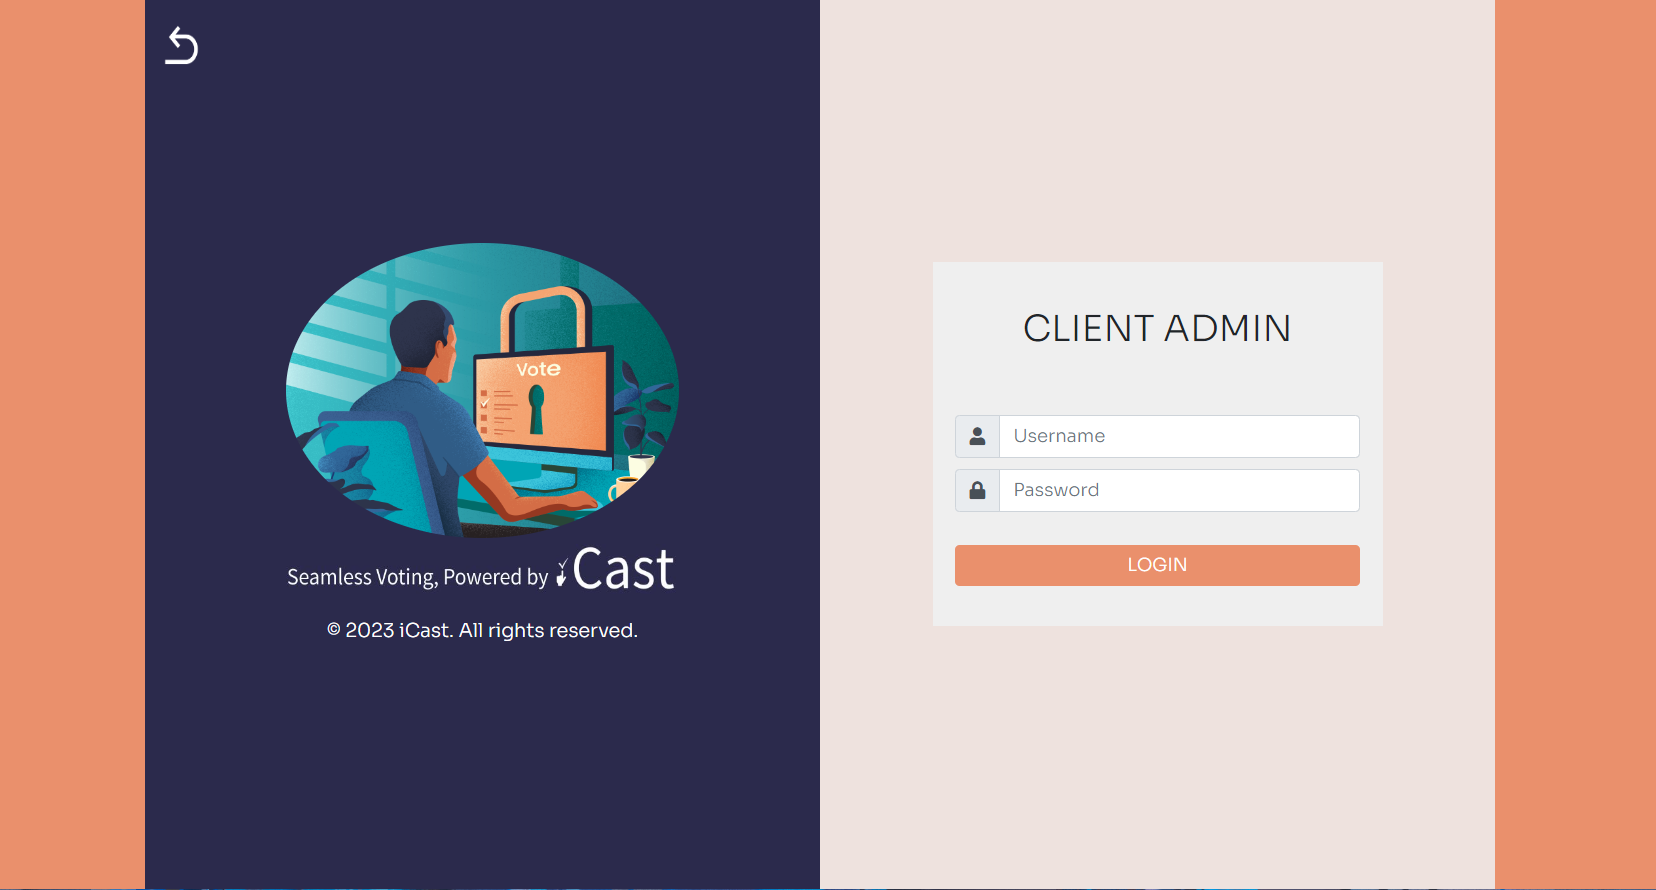 Vote
Seamless Voting, Powered by iCast
© 2023 iCast. All rights reserved.
CLIENT ADMIN
Username
Password
LOGIN